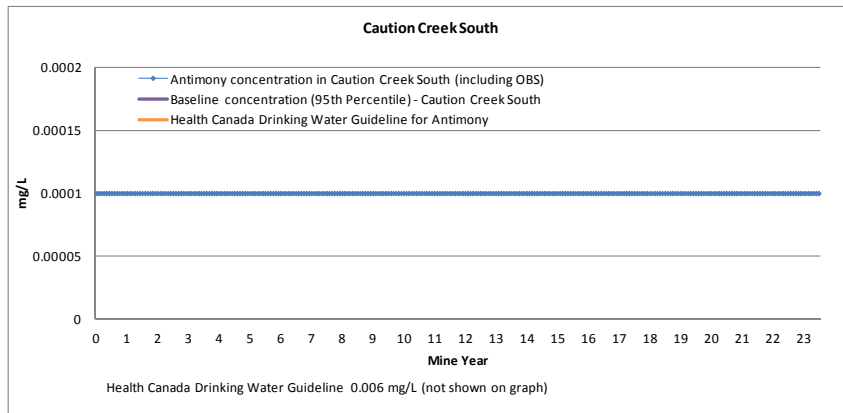 Caution Creek South
0.0002
Antimony concentration in Caution Creek South (including OBS)
Baseline concentration (95th Percentile) - Caution Creek South
Health Canada Drinking Water Guideline for Antimony
0.00015
mg/L
0.0001
0.00005
0
0 1 2 3 4 5 6 7 8 9 10 11 12 13 14 15 16 17 18 19 20 21 22 23
Mine Year
Health Canada Drinking Water Guideline 0.006 mg/L (not shown on graph)